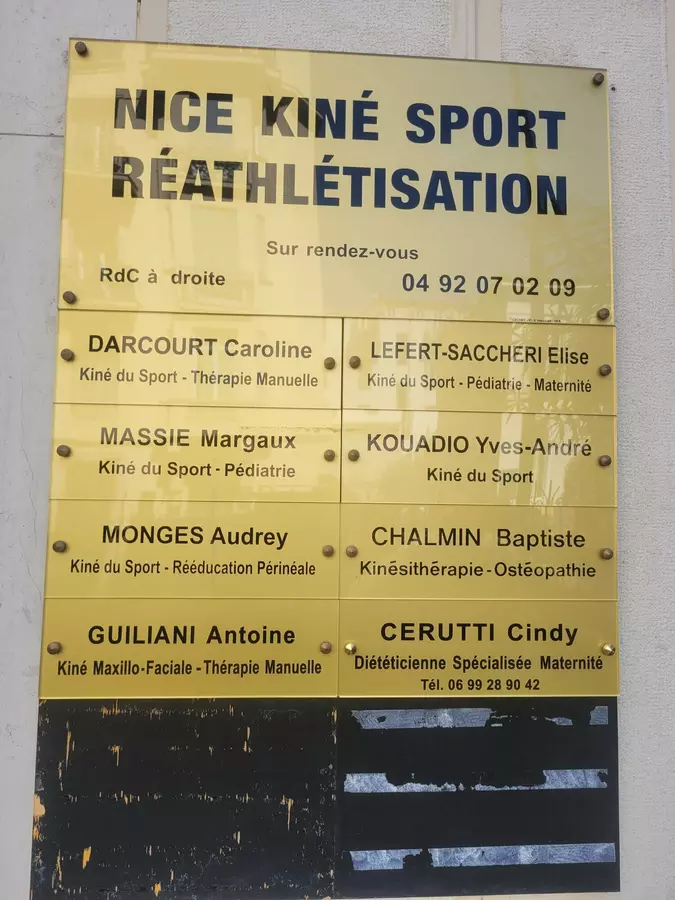 NICE KINÉ SPORT
RÉATHLÉTISATION
Sur rendez-vous
RdC à droite
04 92 07 02 09
DARCOURT Caroline
Kiné du Sport - Thérapie Manuelle
LEFERT-SACCHERI Elise
Kiné du Sport - Pédiatrie - Maternité
MASSIE Margaux
Kiné du Sport - Pédiatrie
KOUADIO Yves-André
Kiné du Sport
MONGES Audrey
Kiné du Sport - Rééducation Périnéale
CHALMIN Baptiste
Kinésithérapie - Ostéopathie
GUILIANI Antoine
Kiné Maxillo-Faciale - Thérapie Manuelle
CERUTTI Cindy
Diététicienne Spécialisée Maternité
Tél. 06 99 28 90 42